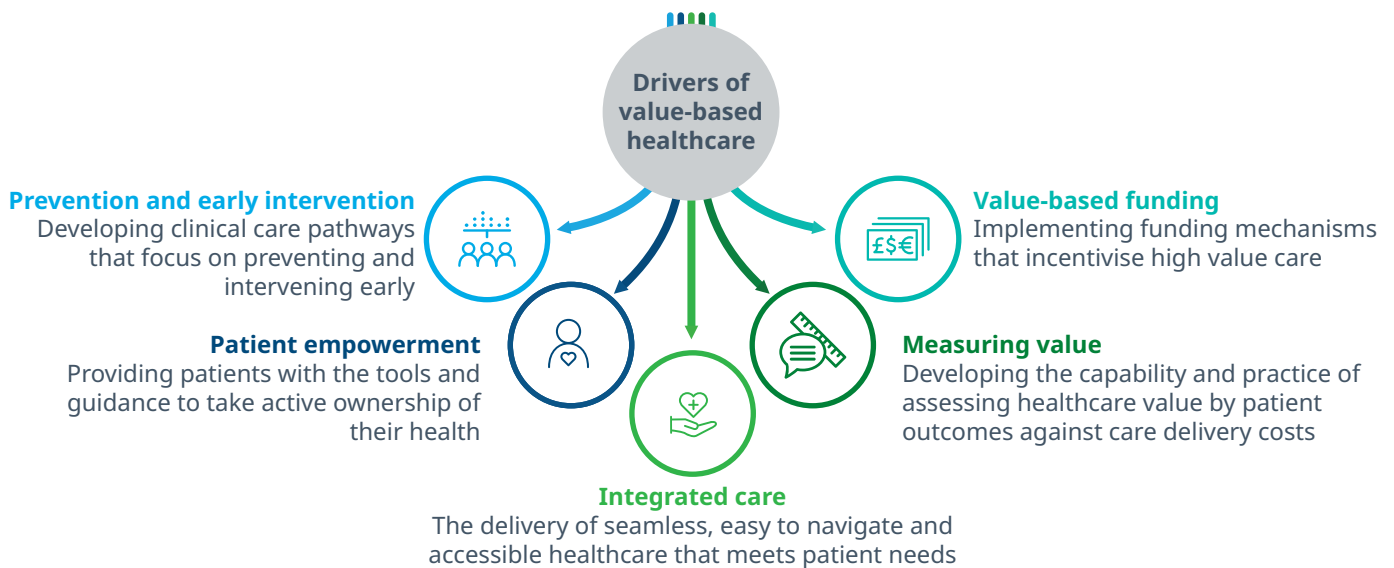 Drivers of
value-based
healthcare
Prevention and early intervention
Developing clinical care pathways
that focus on preventing and
intervening early
Patient empowerment
Providing patients with the tools and
guidance to take active ownership of
their health
Integrated care
The delivery of seamless, easy to navigate and
accessible healthcare that meets patient needs
Measuring value
Developing the capability and practice of
assessing healthcare value by patient
outcomes against care delivery costs
Value-based funding
Implementing funding mechanisms
that incentivise high value care
£$€